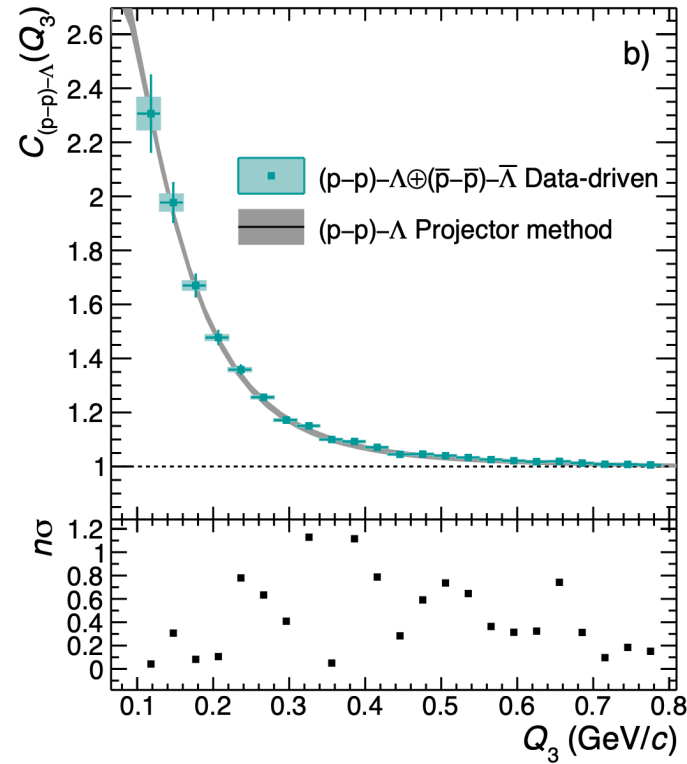 C(p−p)−Λ(Q3)
b)
2.6
2.4
2.2
2
1.8
1.6
1.4
1.2
1
(p−p)−Λ⊕(p̅−p̅)−Λ̅ Data-driven
(p−p)−Λ Projector method
nσ
1.2
1
0.8
0.6
0.4
0.2
0
0.1 0.2 0.3 0.4 0.5 0.6 0.7 0.8
Q3 (GeV/c)